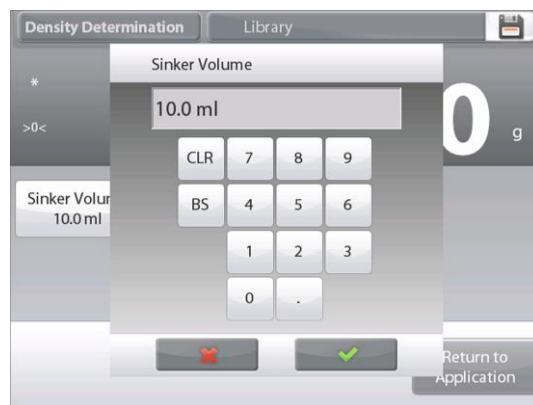 Density Determination
Library
Sinker Volume
*
10.0 ml
>0<
0
g
CLR 7 8 9
Sinker Volum
10.0 ml
BS 4 5 6
1 2 3
0 .
Return to
Application